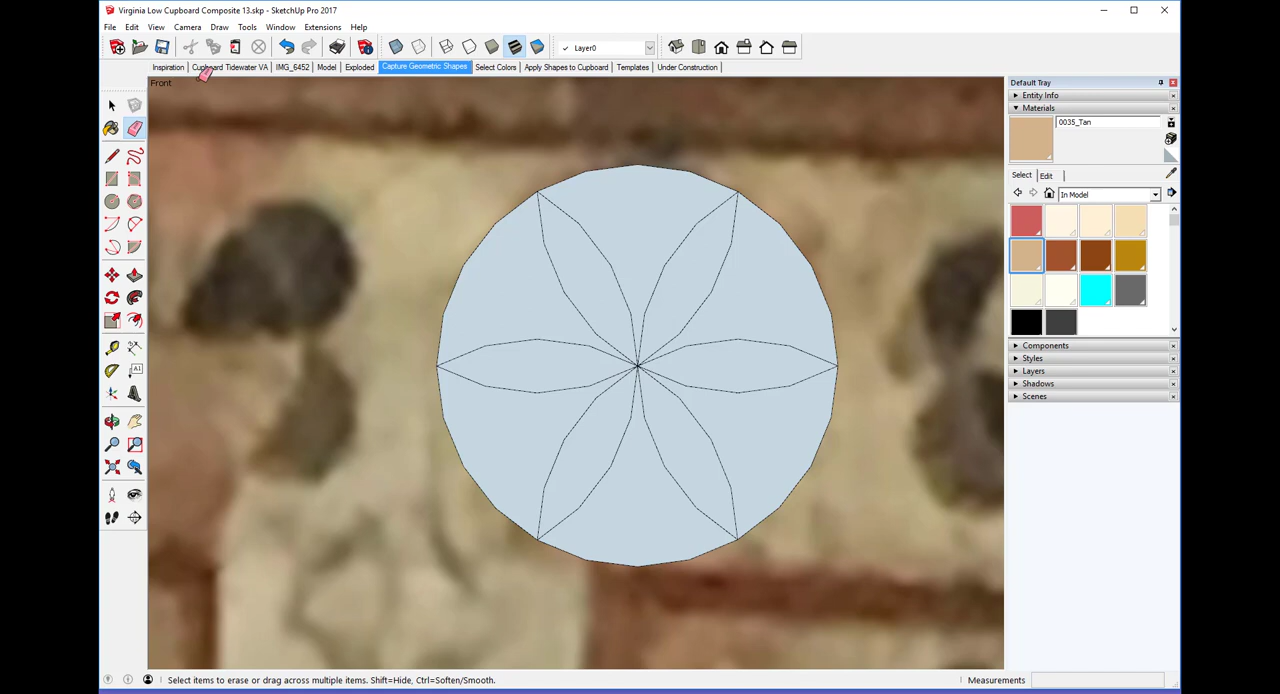 Virginia Low Cupboard Composite 13.skp - SketchUp Pro 2017
File Edit View Camera Draw Tools Window Extensions Help
Layer0
Inspiration Cupboard Tidewater VA IMG_6452 Model Exploded Capture Geometric Shapes Select Colors Apply Shapes to Cupboard Templates Under Construction
Front
Default Tray
Entity Info
Materials
0035_Tan
Select Edit
In Model
Components
Styles
Layers
Shadows
Scenes
A1
Select items to erase or drag across multiple items. Shift=Hide, Ctrl=Soften/Smooth.
Measurements